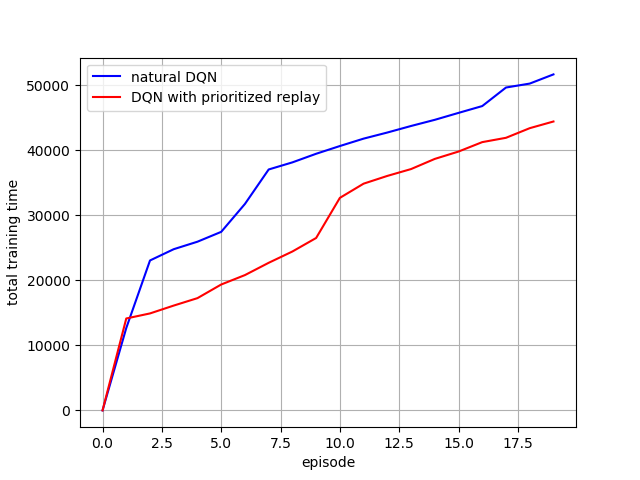 natural DQN
DQN with prioritized replay
50000
40000
30000
20000
10000
0
total training time
0.0 2.5 5.0 7.5 10.0 12.5 15.0 17.5
episode